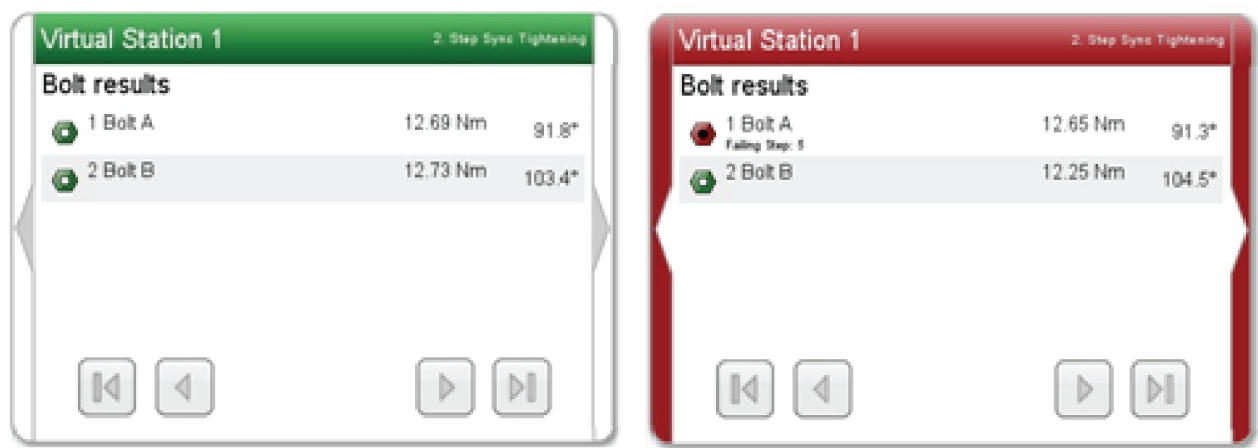 Virtual Station 1 2. Step Sync Tightening
Bolt results
1 Bolt A 12.69 Nm 91.8°
2 Bolt B 12.73 Nm 103.4°
Virtual Station 1 2. Step Sync Tightening
Bolt results
1 Bolt A 12.65 Nm 91.3°
Failing Step: 5
2 Bolt B 12.25 Nm 104.5°